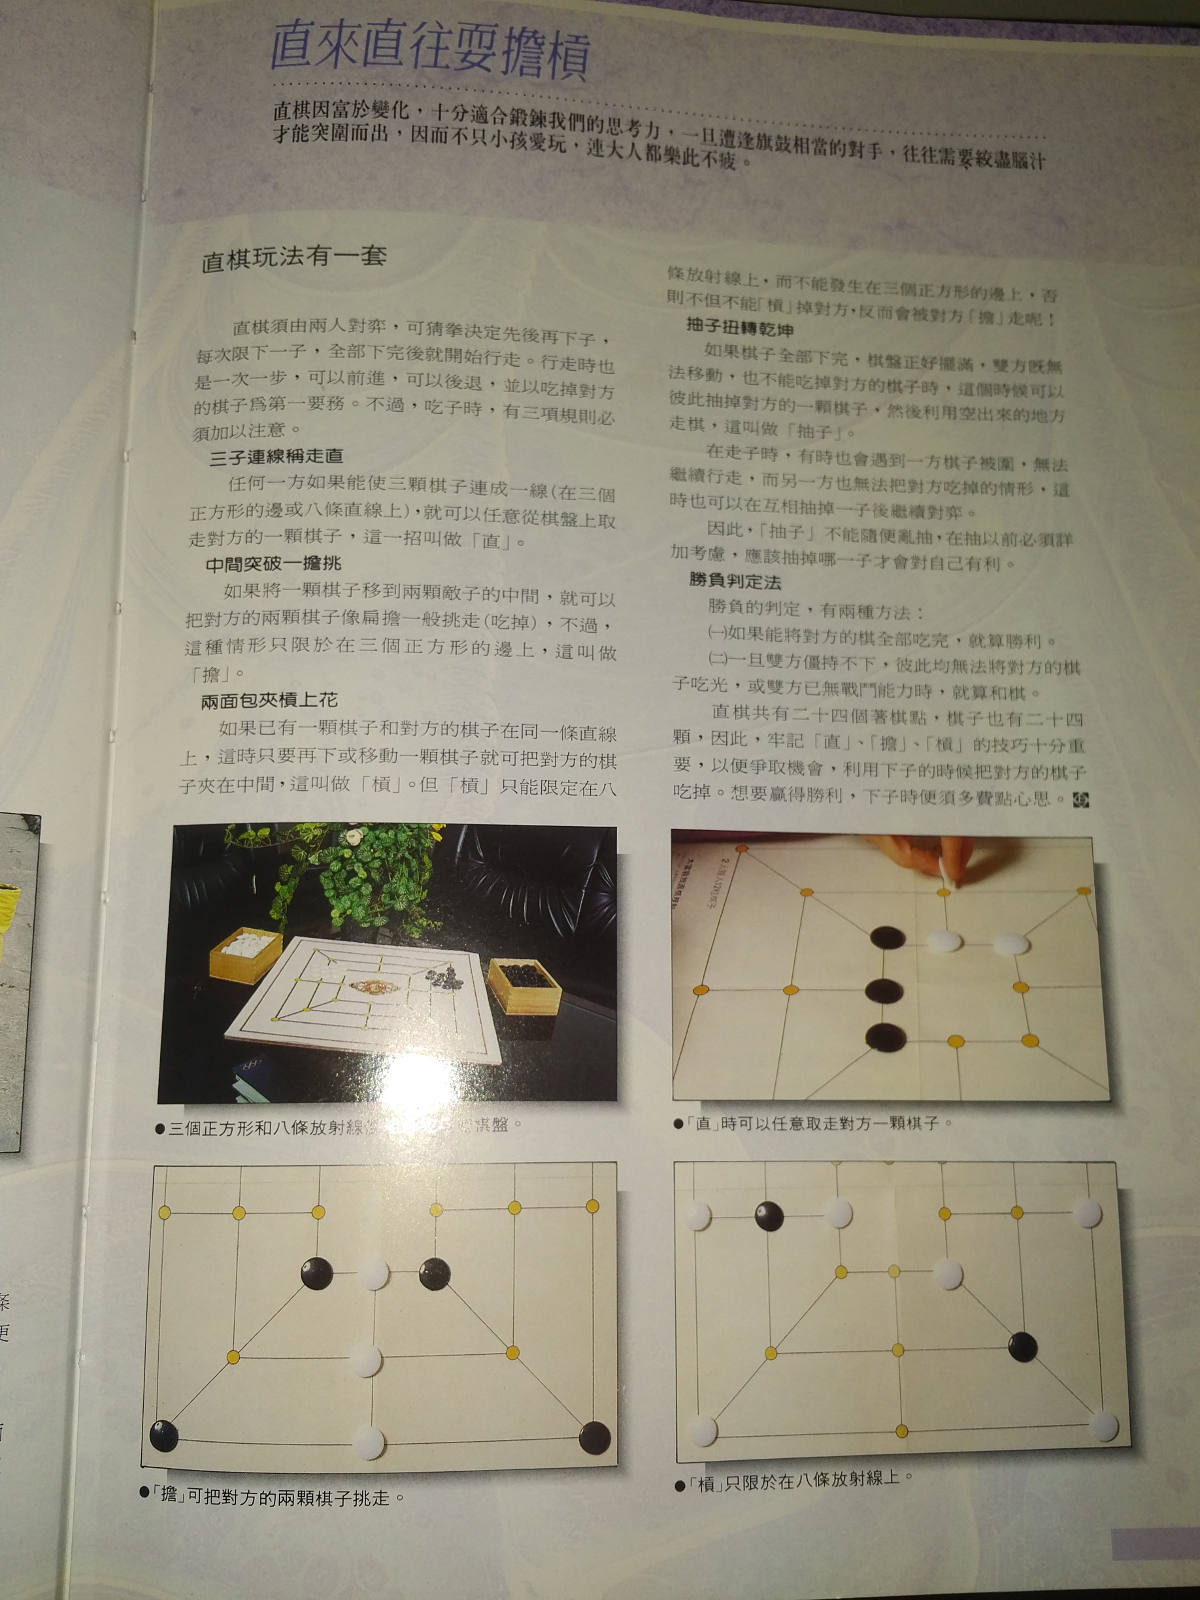 直來直往耍擔槓
直棋因富於變化，十分適合鍛鍊我們的思考力，一旦遭逢旗鼓相當的對手，往往需要絞盡腦汁
才能突圍而出，因而不只小孩愛玩，連大人都樂此不疲。
直棋玩法有一套
直棋須由兩人對弈，可猜拳決定先後再下子，
每次限下一子，全部下完後就開始行走。行走時也
是一次一步，可以前進，可以後退，並以吃掉對方
的棋子爲第一要務。不過，吃子時，有三項規則必
須加以注意。
三子連線稱走直
任何一方如果能使三顆棋子連成一線(在三個
正方形的邊或八條直線上)，就可以任意從棋盤上取
走對方的一顆棋子，這一招叫做「直」。
中間突破一擔挑
如果將一顆棋子移到兩顆敵子的中間，就可以
把對方的兩顆棋子像扁擔一般挑走(吃掉)，不過，
這種情形只限於在三個正方形的邊上，這叫做
「擔」。
兩面包夾槓上花
如果已有一顆棋子和對方的棋子在同一條直線
上，這時只要再下或移動一顆棋子就可把對方的棋
子夾在中間，這叫做「槓」。但「槓」只能限定在八
條放射線上，而不能發生在三個正方形的邊上，否
則不但不能「槓」掉對方，反而會被對方「擔」走呢！
抽子扭轉乾坤
如果棋子全部下完，棋盤正好擺滿，雙方既無
法移動，也不能吃掉對方的棋子時，這個時候可以
彼此抽掉對方的一顆棋子，然後利用空出來的地方
走棋，這叫做「抽子」。
在走子時，有時也會遇到一方棋子被圍，無法
繼續行走，而另一方也無法把對方吃掉的情形，這
時也可以在互相抽掉一子後繼續對弈。
因此，「抽子」不能隨便亂抽，在抽以前必須詳
加考慮，應該抽掉哪一子才會對自己有利。
勝負判定法
勝負的判定，有兩種方法：
㈠如果能將對方的棋全部吃完，就算勝利。
㈡一旦雙方僵持不下，彼此均無法將對方的棋
子吃光，或雙方已無戰鬥能力時，就算和棋。
直棋共有二十四個著棋點，棋子也有二十四
顆，因此，牢記「直」、「擔」、「槓」的技巧十分重
要，以便爭取機會，利用下子的時候把對方的棋子
吃掉。想要贏得勝利，下子時便須多費點心思。
●三個正方形和八條放射線 棋盤。
●「直」時可以任意取走對方一顆棋子。
●「擔」可把對方的兩顆棋子挑走。
●「槓」只限於在八條放射線上。